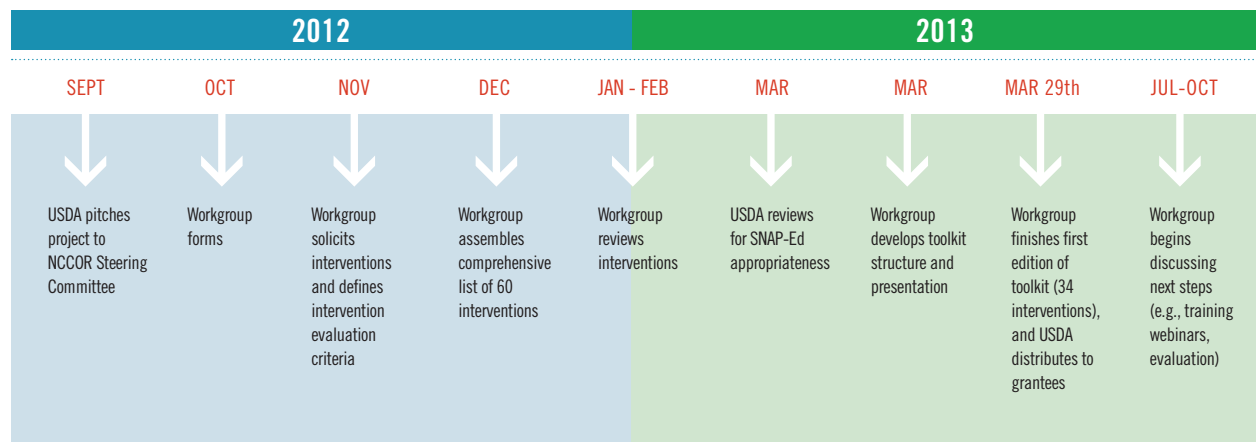 2012
2013
SEPT
OCT
NOV
DEC
JAN - FEB
MAR
MAR
MAR 29th
JUL-OCT
USDA pitches
project to
NCCOR Steering
Committee
Workgroup
forms
Workgroup
solicits
interventions
and defines
intervention
evaluation
criteria
Workgroup
assembles
comprehensive
list of 60
interventions
Workgroup
reviews
interventions
USDA reviews
for SNAP-Ed
appropriateness
Workgroup
develops toolkit
structure and
presentation
Workgroup
finishes first
edition of
toolkit (34
interventions),
and USDA
distributes to
grantees
Workgroup
begins
discussing
next steps
(e.g., training
webinars,
evaluation)